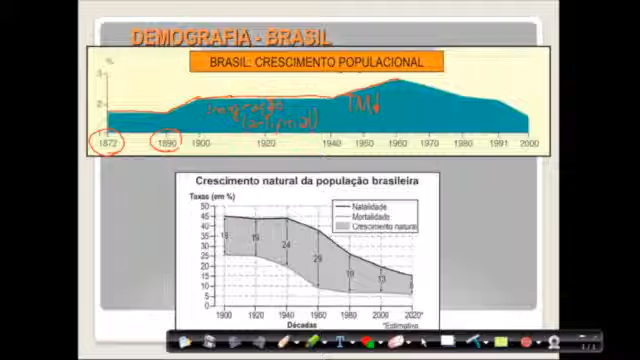 DEMOGRAFIA - BRASIL
BRASIL: CRESCIMENTO POPULACIONAL
3
2
1
TM↓
1872 1890 1900 1920 1940 1950 1960 1970 1980 1991 2000
Crescimento natural da população brasileira
Taxas (em %)
50
45
40
35
30
25
20
15
10
5
0
Natalidade
Mortalidade
Crescimento natural
19 24 29 19 13 8
1900 1920 1940 1960 1980 2000 2020*
Décadas
*Estimativa